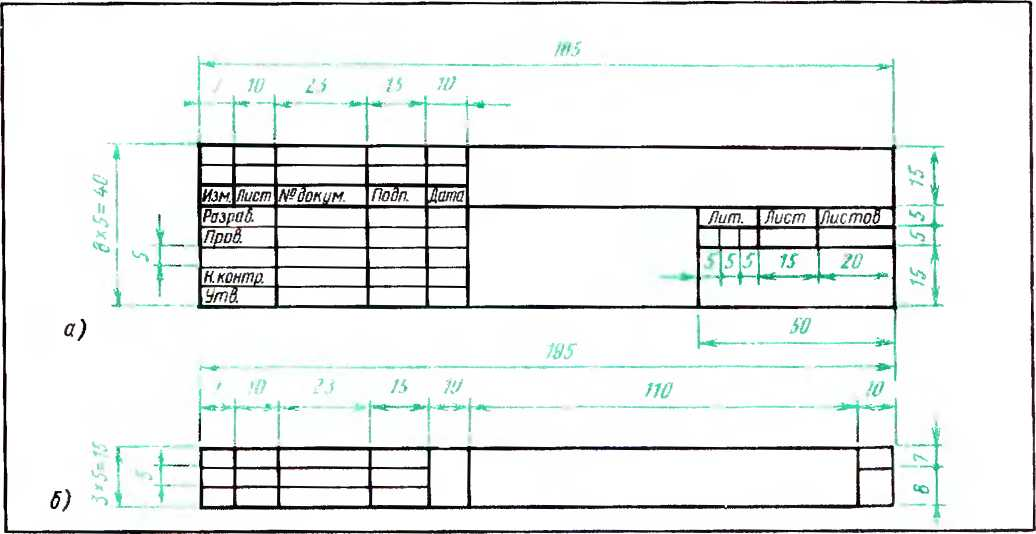 185
7 10 23 15 10
Изм. Лист № докум. Подп. Дата
Разраб.
Пров.
Н.контр.
Утв.
Лит. Лист Листов
5 5 5 15 20
50
15
5
5
15
8×5=40
5
а)
185
7 10 23 15 10 110 10
3×5=15
5
7
8
б)